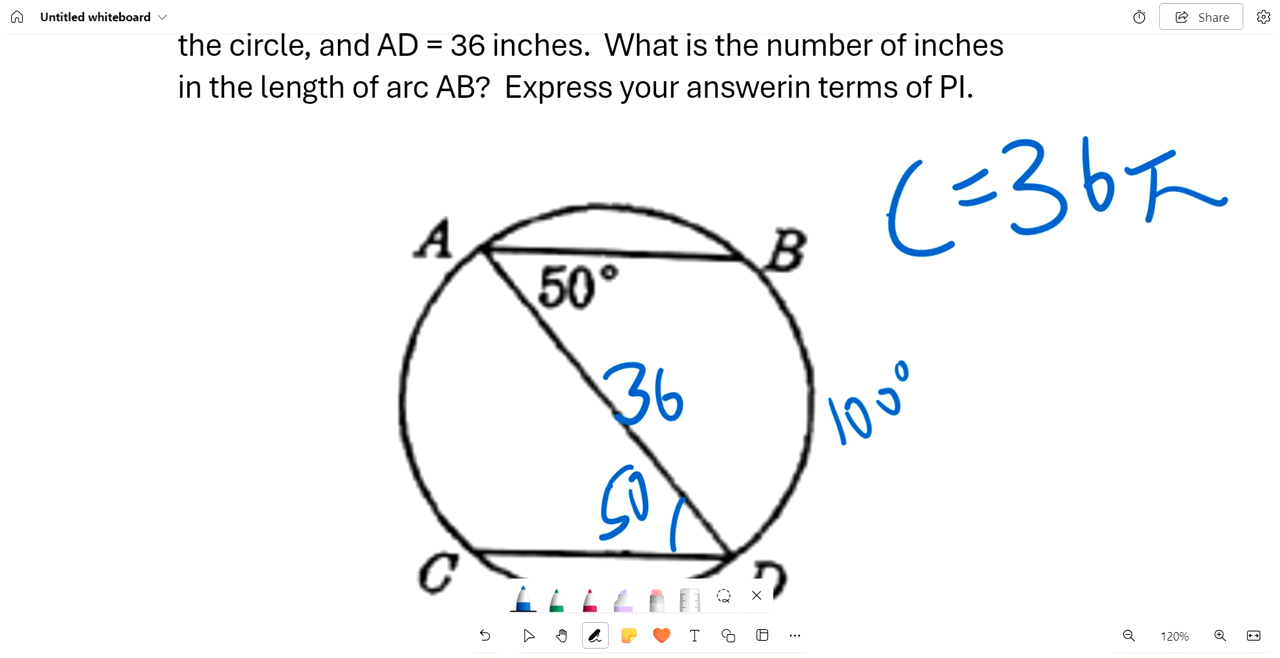 Untitled whiteboard
Share
the circle, and AD = 36 inches. What is the number of inches
in the length of arc AB? Express your answerin terms of PI.
C=36π
A
B
50°
36
100°
50
C
D
T
120%